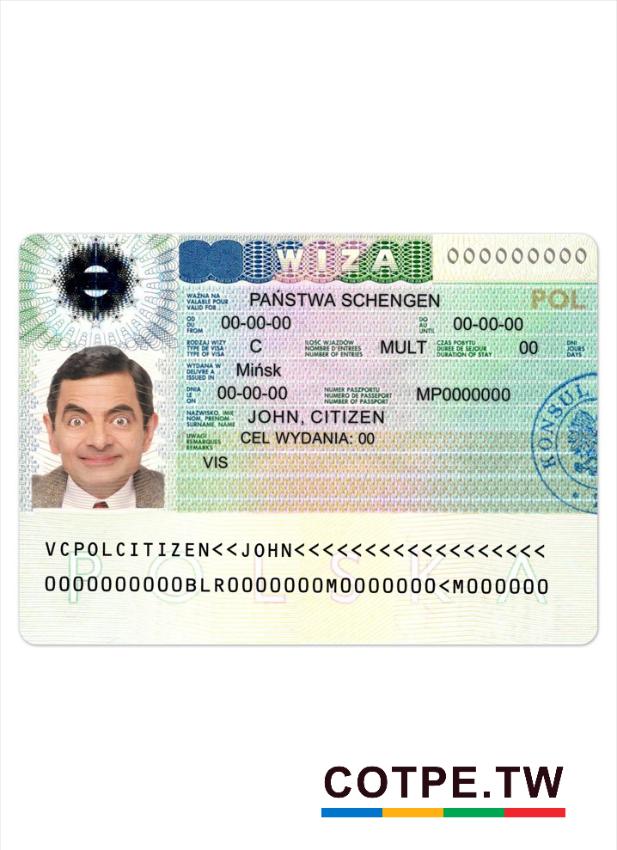 WIZA 000000000
WAŻNA NA
VALABLE POUR
VALID FOR
PAŃSTWA SCHENGEN POL
OD
DU
FROM
00-00-00
DO
AU
UNTIL
00-00-00
RODZAJ WIZY
TYPE DE VISA
TYPE OF VISA
C
ILOŚĆ WJAZDÓW
NOMBRE D'ENTREES
NUMBER OF ENTRIES
MULT
CZAS POBYTU
DUREE DE SEJOUR
DURATION OF STAY
00
DNI
JOURS
DAYS
WYDANA W
DELIVRE A
ISSUED IN
Mińsk
DNIA
LE
ON
00-00-00
NUMER PASZPORTU
NUMERO DE PASSEPORT
NUMBER OF PASSPORT
MP0000000
NAZWISKO, IMIĘ
NOM, PRENOM
SURNAME, NAME
JOHN, CITIZEN
UWAGI
REMARQUES
REMARKS
CEL WYDANIA: 00
VIS
KONSUL
VCPOLCITIZEN<<JOHN<<<<<<<<<<<<<<<<<<<
0000000000BLR0000000M0000000<M000000
POLSKA
COTPE.TW